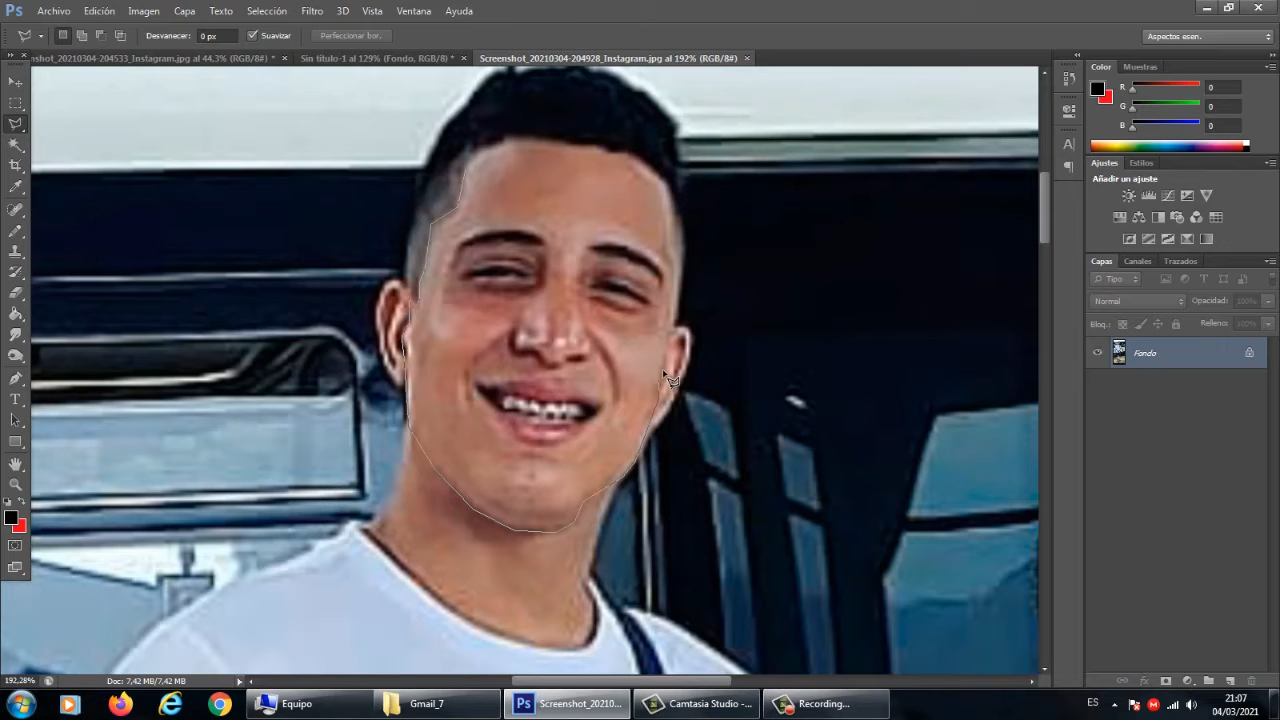 Ps Archivo Edición Imagen Capa Texto Selección Filtro 3D Vista Ventana Ayuda
Desvanecer: 0 px Suavizar Perfeccionar bor. Aspectos esen.
_Screenshot_20210304-204533_Instagram.jpg al 44,3% (RGB/8#) * × Sin título-1 al 129% (Fondo, RGB/8) * × Screenshot_20210304-204928_Instagram.jpg al 192% (RGB/8#) ×
Color Muestras
R 0
G 0
B 0
Ajustes Estilos
Añadir un ajuste
Capas Canales Trazados
Tipo
Normal Opacidad: 100%
Bloq.: Relleno: 100%
Fondo
192,28% Doc: 7,42 MB/7,42 MB
Equipo Gmail_7 Ps Screenshot_20210... Camtasia Studio -... Recording... ES 21:07
04/03/2021